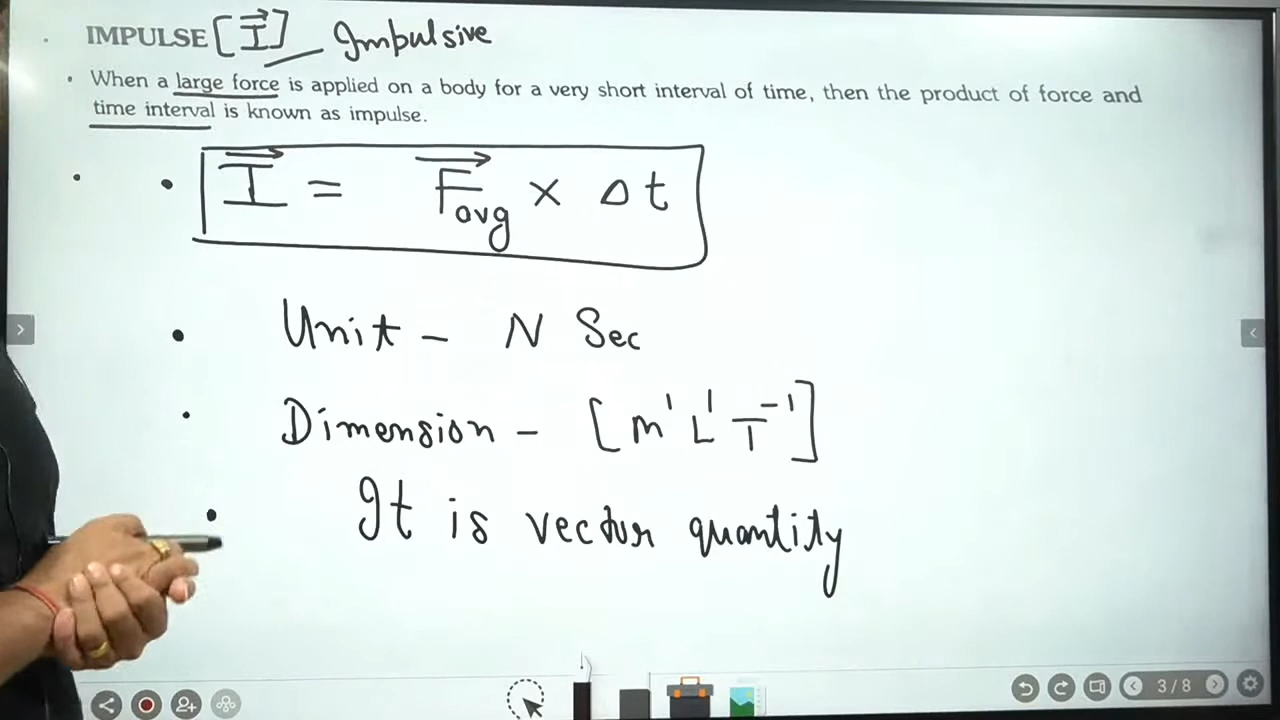 IMPULSE [I⃗] Impulsive
• When a large force is applied on a body for a very short interval of time, then the product of force and
time interval is known as impulse.
• I⃗ = F⃗avg × Δt
• Unit - N Sec
• Dimension - [M¹ L¹ T⁻¹]
• It is vector quantity
3/8